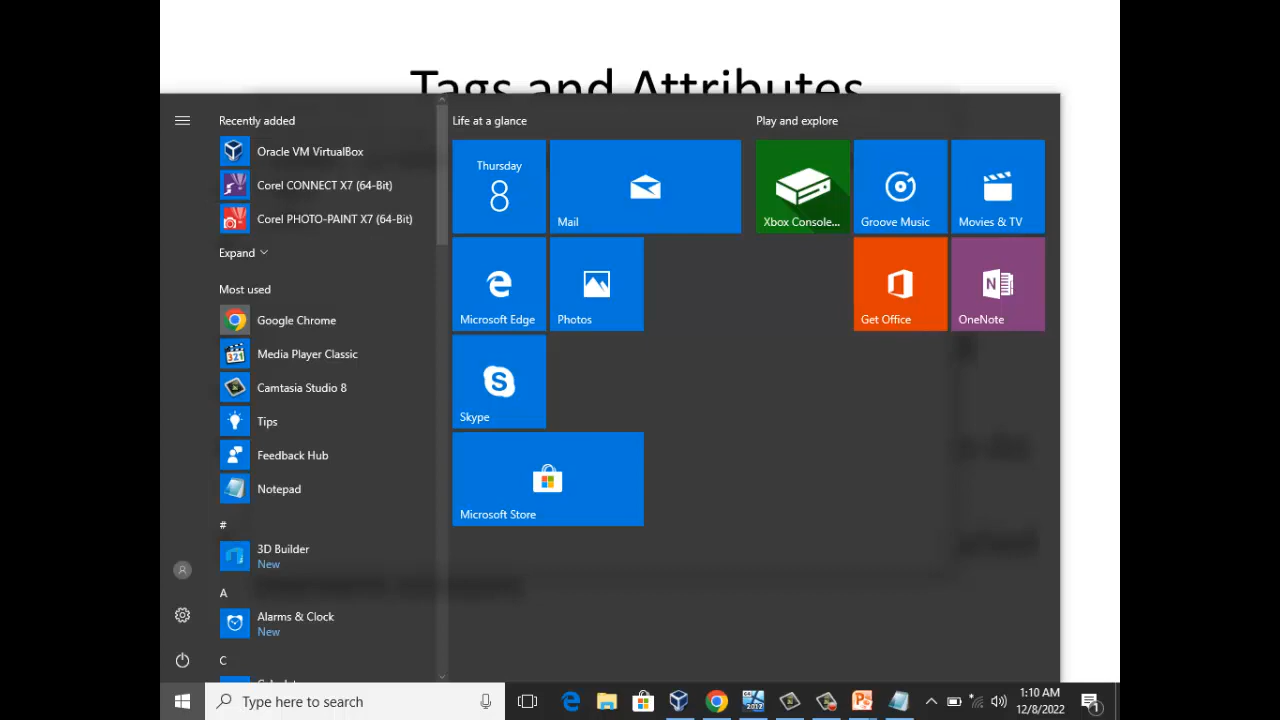 Tags and Attributes
Recently added
Oracle VM VirtualBox
Corel CONNECT X7 (64-Bit)
Corel PHOTO-PAINT X7 (64-Bit)
Expand
Most used
Google Chrome
Media Player Classic
Camtasia Studio 8
Tips
Feedback Hub
Notepad
#
3D Builder
New
A
Alarms & Clock
New
C
Life at a glance
Thursday
8
Mail
Microsoft Edge
Photos
Skype
Microsoft Store
Play and explore
Xbox Console...
Groove Music
Movies & TV
Get Office
OneNote
Type here to search
1:10 AM
12/8/2022
1